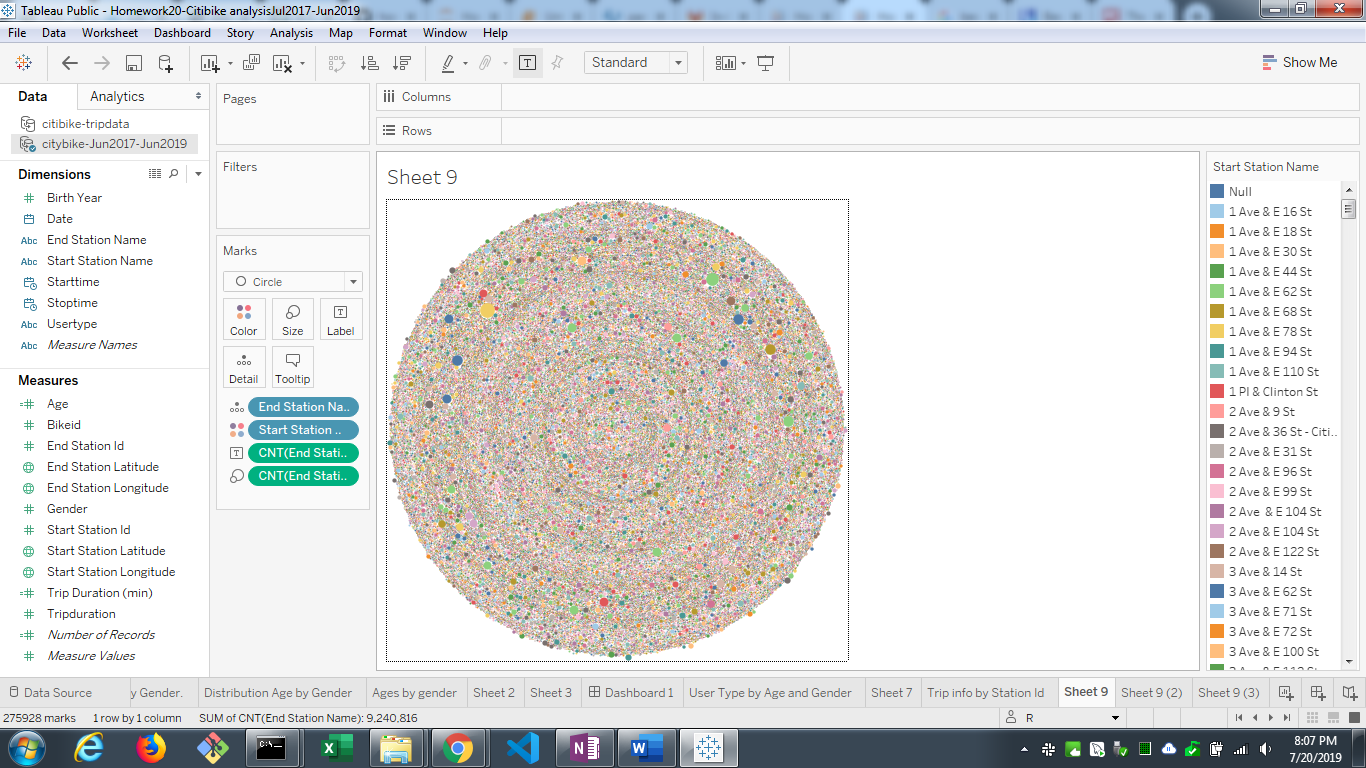 Tableau Public - Homework20-Citibike analysisJul2017-Jun2019
File Data Worksheet Dashboard Story Analysis Map Format Window Help
Standard
Show Me
Data Analytics
citibike-tripdata
citybike-Jun2017-Jun2019
Dimensions
Birth Year
Date
Abc End Station Name
Abc Start Station Name
Starttime
Stoptime
Abc Usertype
Abc Measure Names
Measures
Age
Bikeid
End Station Id
End Station Latitude
End Station Longitude
Gender
Start Station Id
Start Station Latitude
Start Station Longitude
Trip Duration (min)
Tripduration
Number of Records
Measure Values
Pages
Filters
Marks
Circle
Color Size Label
Detail Tooltip
End Station Na..
Start Station ..
CNT(End Stati..
CNT(End Stati..
Columns
Rows
Sheet 9
Start Station Name
Null
1 Ave & E 16 St
1 Ave & E 18 St
1 Ave & E 30 St
1 Ave & E 44 St
1 Ave & E 62 St
1 Ave & E 68 St
1 Ave & E 78 St
1 Ave & E 94 St
1 Ave & E 110 St
1 Pl & Clinton St
2 Ave & 9 St
2 Ave & 36 St - Citi..
2 Ave & E 31 St
2 Ave & E 96 St
2 Ave & E 99 St
2 Ave  & E 104 St
2 Ave & E 104 St
2 Ave & E 122 St
3 Ave & 14 St
3 Ave & E 62 St
3 Ave & E 71 St
3 Ave & E 72 St
3 Ave & E 100 St
Data Source y Gender. Distribution Age by Gender Ages by gender Sheet 2 Sheet 3 Dashboard 1 User Type by Age and Gender Sheet 7 Trip info by Station Id Sheet 9 Sheet 9 (2) Sheet 9 (3)
275928 marks 1 row by 1 column SUM of CNT(End Station Name): 9,240,816 R
8:07 PM
7/20/2019